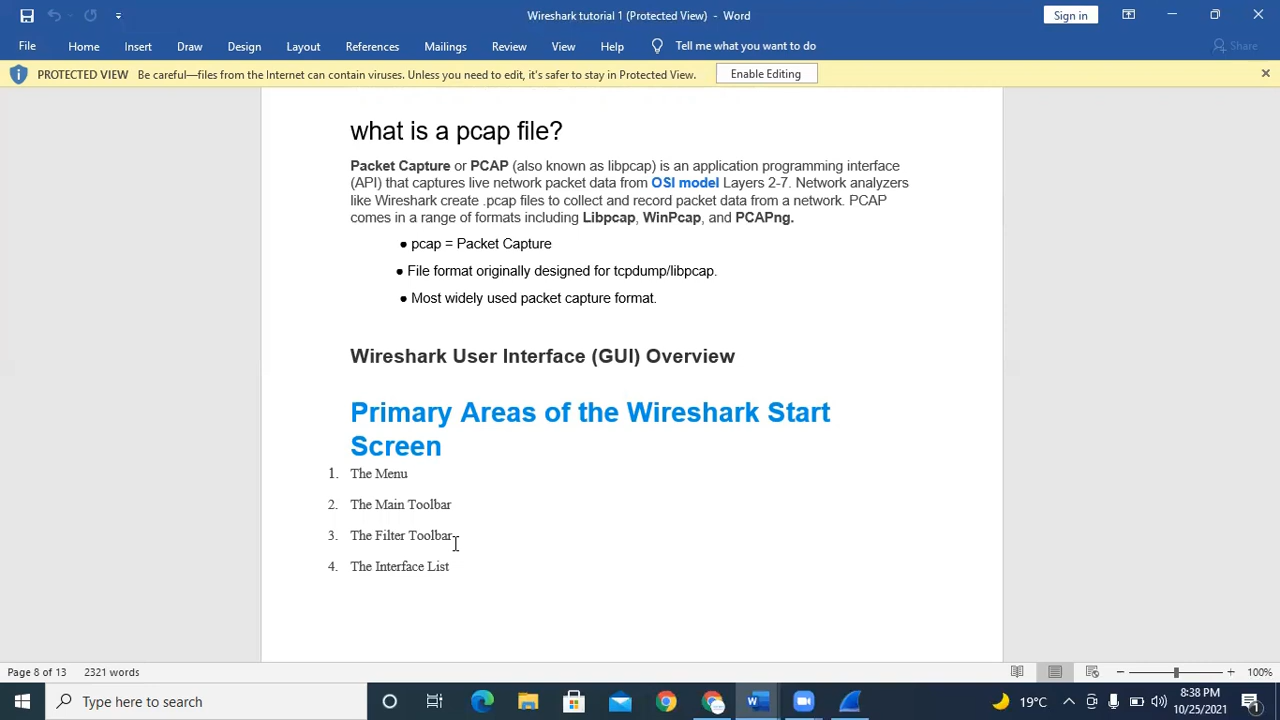 Wireshark tutorial 1 (Protected View) - Word
Sign in
File Home Insert Draw Design Layout References Mailings Review View Help Tell me what you want to do Share
PROTECTED VIEW Be careful—files from the Internet can contain viruses. Unless you need to edit, it's safer to stay in Protected View. Enable Editing
what is a pcap file?
Packet Capture or PCAP (also known as libpcap) is an application programming interface
(API) that captures live network packet data from OSI model Layers 2-7. Network analyzers
like Wireshark create .pcap files to collect and record packet data from a network. PCAP
comes in a range of formats including Libpcap, WinPcap, and PCAPng.
● pcap = Packet Capture
● File format originally designed for tcpdump/libpcap.
● Most widely used packet capture format.
Wireshark User Interface (GUI) Overview
Primary Areas of the Wireshark Start
Screen
1. The Menu
2. The Main Toolbar
3. The Filter Toolbar
4. The Interface List
Page 8 of 13 2321 words 100%
Type here to search 19°C 8:38 PM
10/25/2021 1